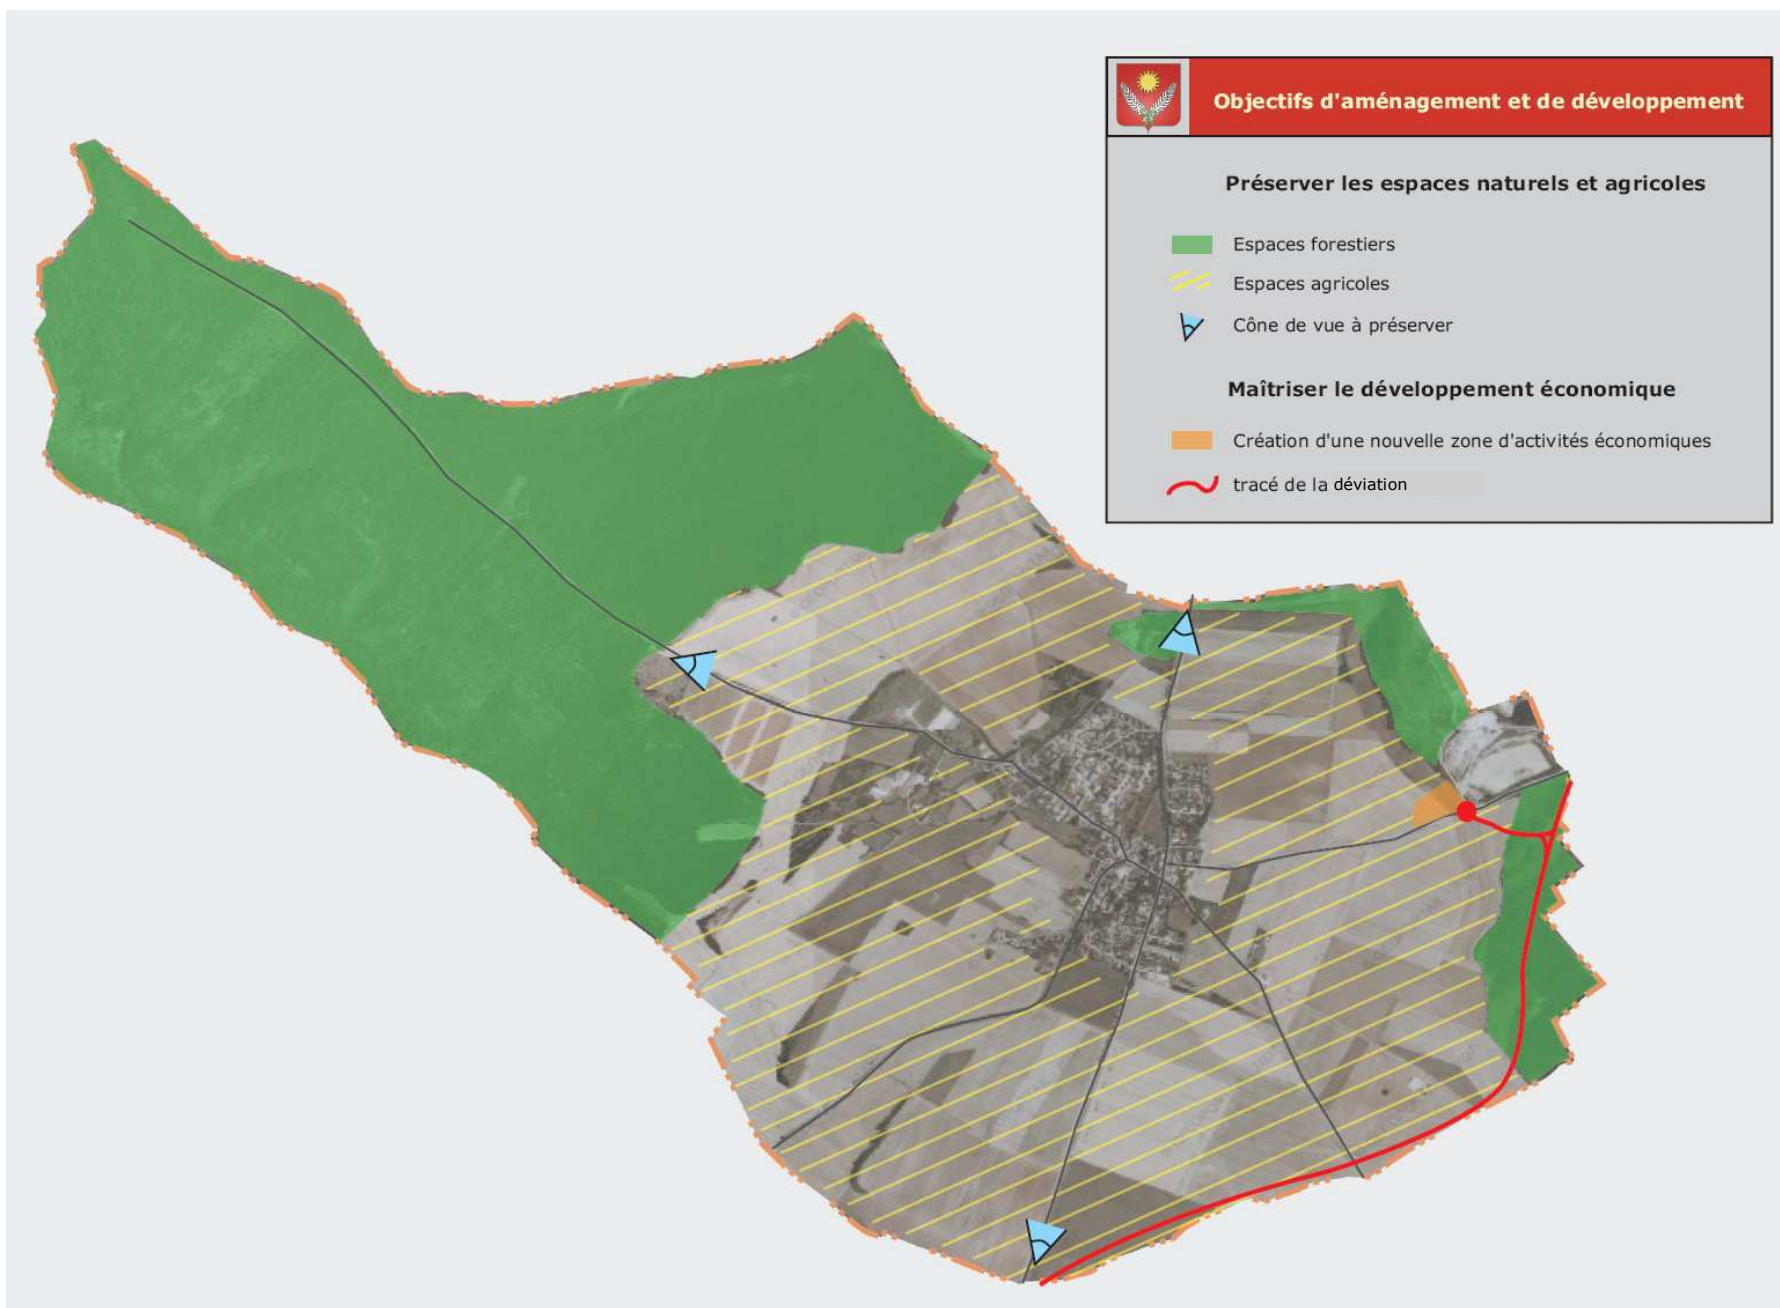 Objectifs d'aménagement et de développement
Préserver les espaces naturels et agricoles
Espaces forestiers
Espaces agricoles
Cône de vue à préserver
Maîtriser le développement économique
Création d'une nouvelle zone d'activités économiques
tracé de la déviation